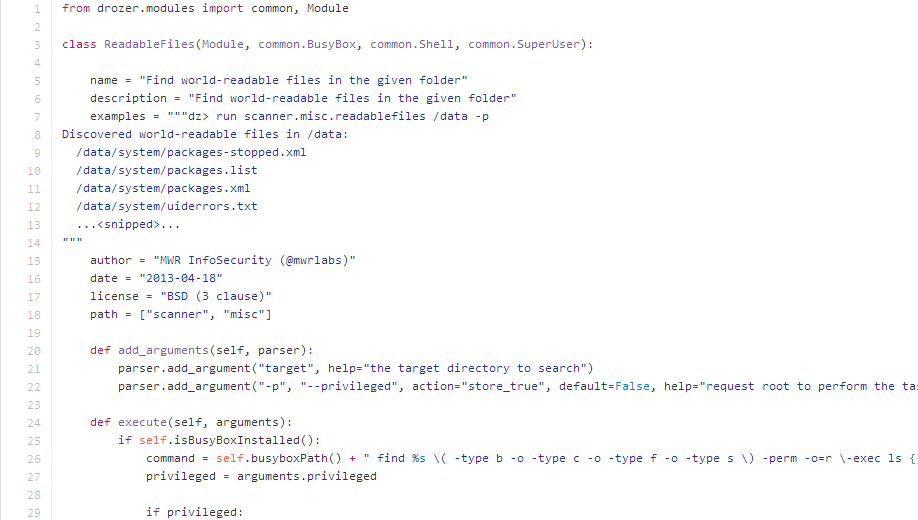 1 from drozer.modules import common, Module
2
3 class ReadableFiles(Module, common.BusyBox, common.Shell, common.SuperUser):
4
5     name = "Find world-readable files in the given folder"
6     description = "Find world-readable files in the given folder"
7     examples = """dz> run scanner.misc.readablefiles /data -p
8 Discovered world-readable files in /data:
9   /data/system/packages-stopped.xml
10   /data/system/packages.list
11   /data/system/packages.xml
12   /data/system/uiderrors.txt
13   ...<snipped>...
14 """
15     author = "MWR InfoSecurity (@mwrlabs)"
16     date = "2013-04-18"
17     license = "BSD (3 clause)"
18     path = ["scanner", "misc"]
19
20     def add_arguments(self, parser):
21         parser.add_argument("target", help="the target directory to search")
22         parser.add_argument("-p", "--privileged", action="store_true", default=False, help="request root to perform the ta
23
24     def execute(self, arguments):
25         if self.isBusyBoxInstalled():
26             command = self.busyboxPath() + " find %s \( -type b -o -type c -o -type f -o -type s \) -perm -o=r \-exec ls {
27             privileged = arguments.privileged
28
29             if privileged: